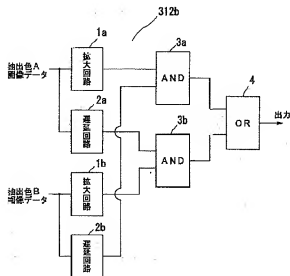 312b
1a
拡大回路
3a
AND
抽出色A
画像データ
4
OR
出力
2a
遅延回路
3b
AND
1b
拡大回路
抽出色B
画像データ
2b
遅延回路